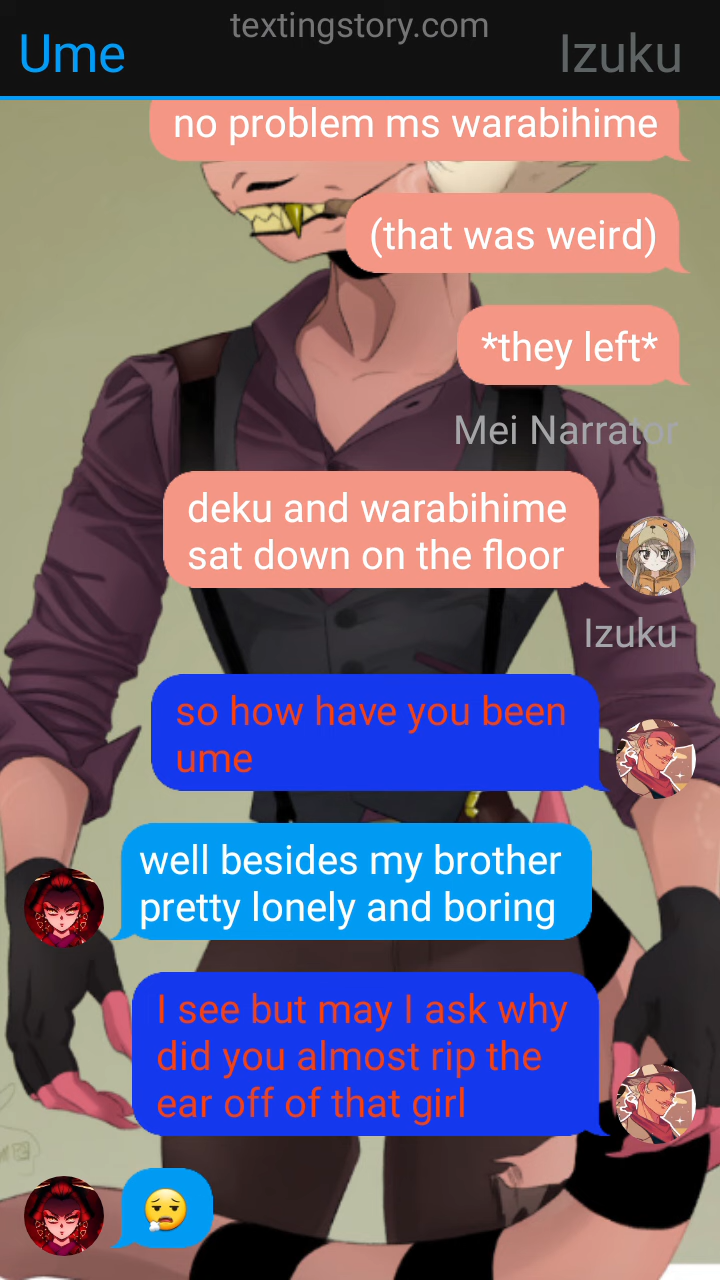 textingstory.com
Ume
Izuku
no problem ms warabihime
(that was weird)
*they left*
Mei Narrator
deku and warabihime
sat down on the floor
Izuku
so how have you been
ume
well besides my brother
pretty lonely and boring
I see but may I ask why
did you almost rip the
ear off of that girl
😮‍💨